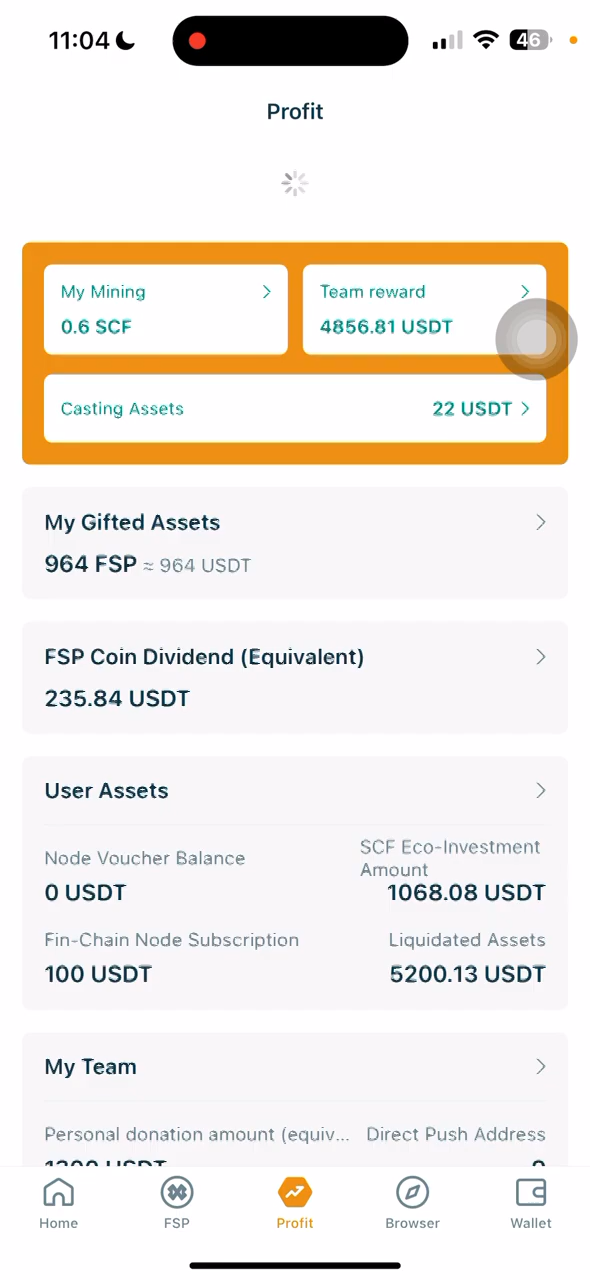 11:04
46
Profit
My Mining
0.6 SCF
Team reward
4856.81 USDT
Casting Assets
22 USDT
My Gifted Assets
964 FSP ≈ 964 USDT
FSP Coin Dividend (Equivalent)
235.84 USDT
User Assets
Node Voucher Balance
0 USDT
SCF Eco-Investment
Amount
1068.08 USDT
Fin-Chain Node Subscription
100 USDT
Liquidated Assets
5200.13 USDT
My Team
Personal donation amount (equiv...
Direct Push Address
Home
FSP
Profit
Browser
Wallet